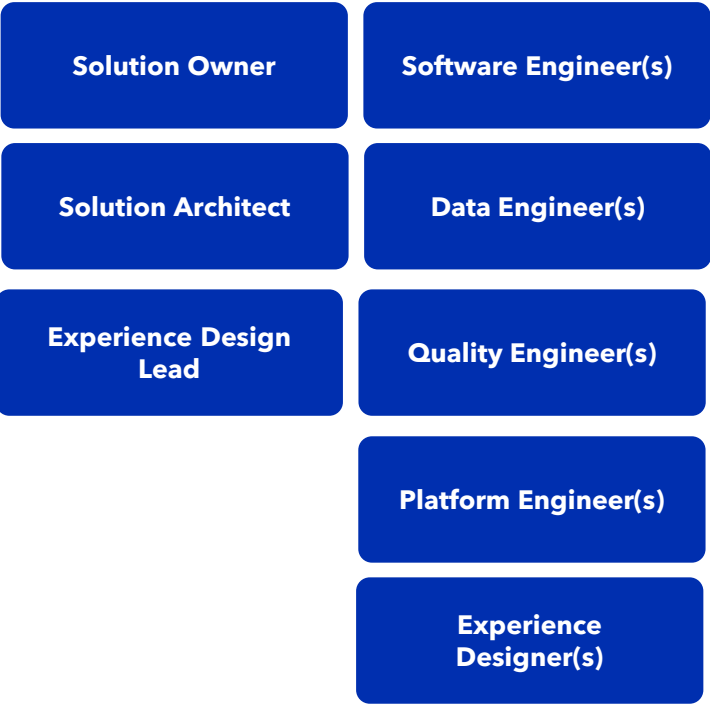 Solution Owner
Software Engineer(s)
Solution Architect
Data Engineer(s)
Experience Design
Lead
Quality Engineer(s)
Platform Engineer(s)
Experience
Designer(s)